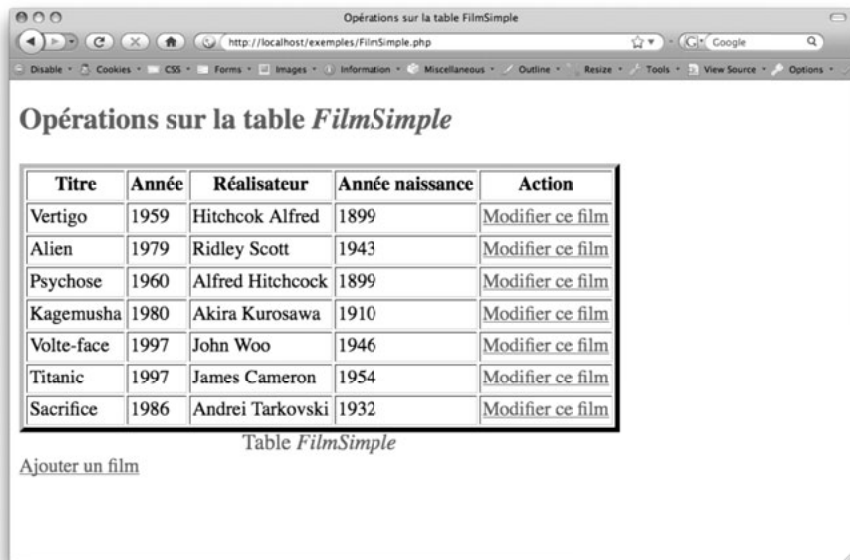 Opérations sur la table FilmSimple
http://localhost/exemples/FilmSimple.php Google
Disable Cookies CSS Forms Images Information Miscellaneous Outline Resize Tools View Source Options
Opérations sur la table FilmSimple
Titre Année Réalisateur Année naissance Action
Vertigo 1959 Hitchcok Alfred 1899 Modifier ce film
Alien 1979 Ridley Scott 1943 Modifier ce film
Psychose 1960 Alfred Hitchcock 1899 Modifier ce film
Kagemusha 1980 Akira Kurosawa 1910 Modifier ce film
Volte-face 1997 John Woo 1946 Modifier ce film
Titanic 1997 James Cameron 1954 Modifier ce film
Sacrifice 1986 Andrei Tarkovski 1932 Modifier ce film
Table FilmSimple
Ajouter un film